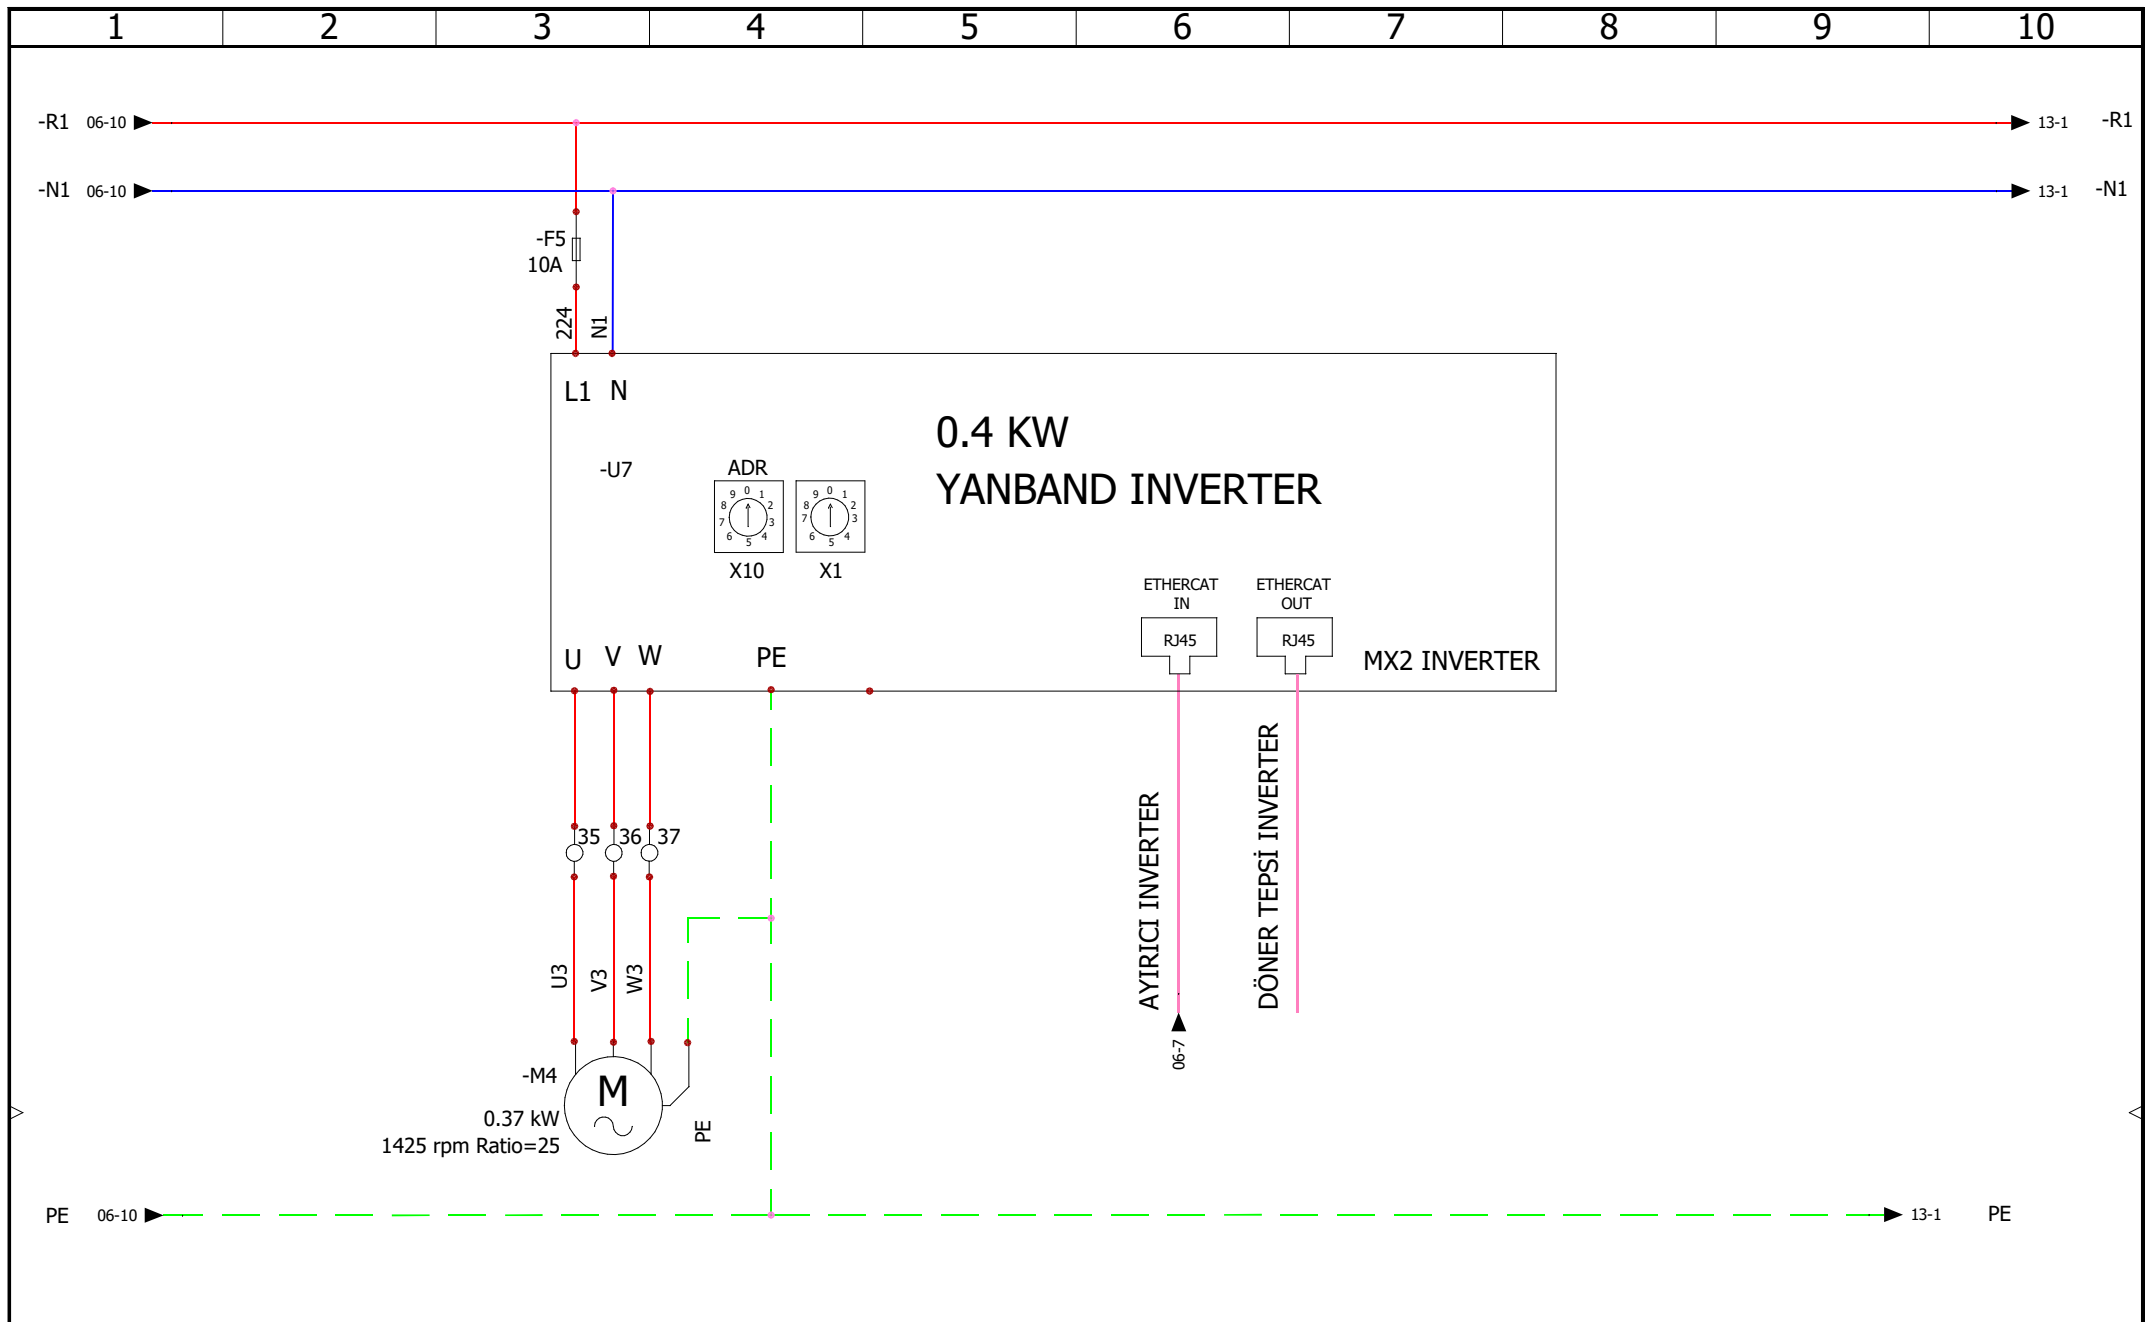 1 2 3 4 5 6 7 8 9 10
-R1 06-10 13-1 -R1
-N1 06-10 13-1 -N1
-F5
10A
224 N1
L1 N
0.4 KW
YANBAND INVERTER
-U7
ADR
0 1 2 3 4 5 6 7 8 9
0 1 2 3 4 5 6 7 8 9
X10 X1
ETHERCAT
IN
ETHERCAT
OUT
RJ45 RJ45
U V W PE
MX2 INVERTER
35 36 37
AYIRICI INVERTER
DÖNER TEPSİ INVERTER
U3 V3 W3
06-7
-M4
M
0.37 kW
1425 rpm Ratio=25
PE
PE 06-10 13-1 PE